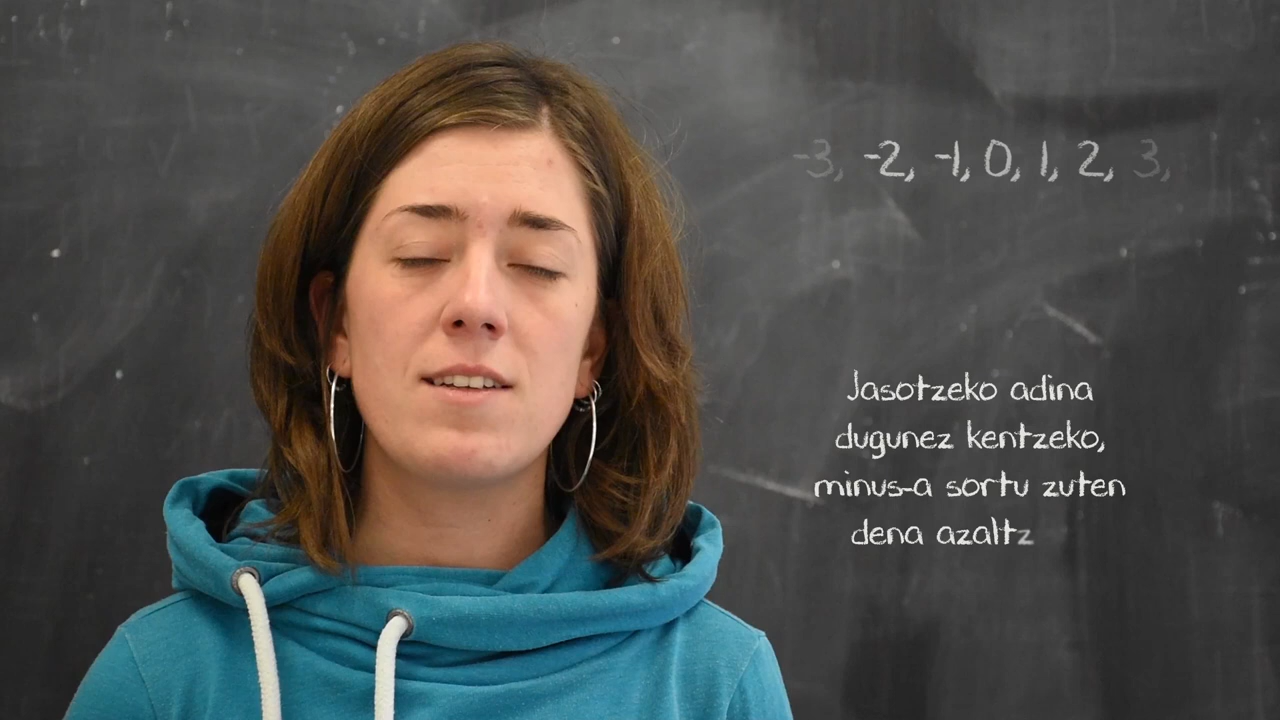 -3, -2, -1, 0, 1, 2, 3,
Jasotzeko adina
dugunez kentzeko,
minus-a sortu zuten
dena azaltz